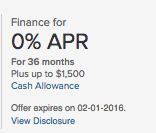 Finance for
0% APR
For 36 months
Plus up to $1,500
Cash Allowance
Offer expires on 02-01-2016.
View Disclosure